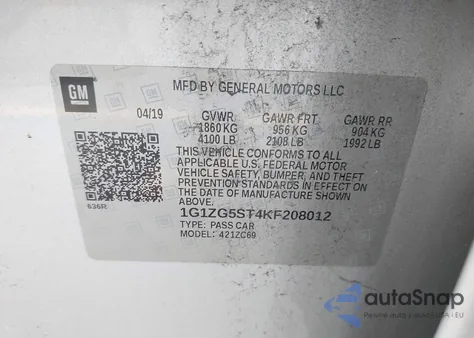 GM
MFD BY GENERAL MOTORS LLC
04/19 GVWR GAWR FRT GAWR RR
1860 KG 956 KG 904 KG
4100 LB 2108 LB 1992 LB
THIS VEHICLE CONFORMS TO ALL
APPLICABLE U.S. FEDERAL MOTOR
VEHICLE SAFETY, BUMPER, AND THEFT
PREVENTION STANDARDS IN EFFECT ON
THE DATE OF MANUFACTURE SHOWN
ABOVE.
636R
1G1ZG5ST4KF208012
TYPE: PASS CAR
MODEL: 421ZC69
autoSnap